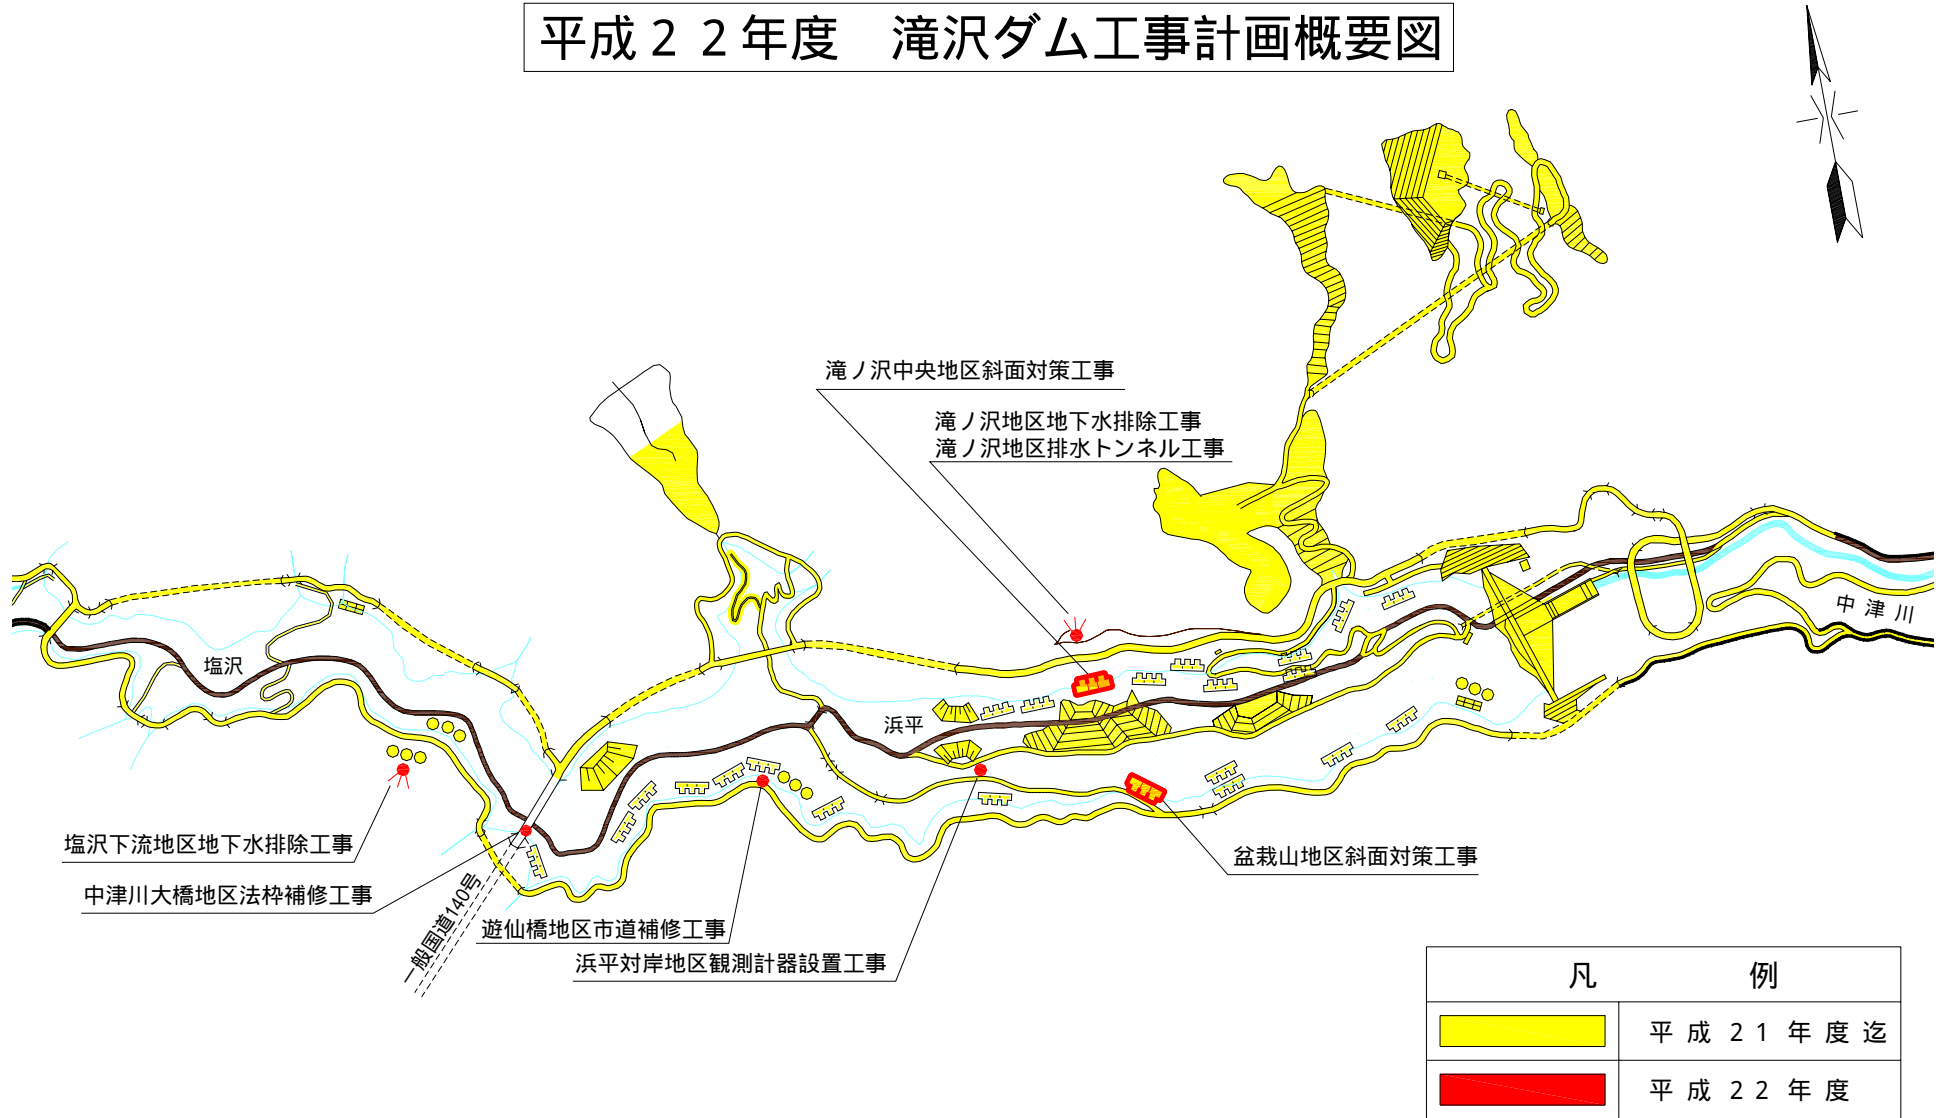 平成22年度　滝沢ダム工事計画概要図
滝ノ沢中央地区斜面対策工事
滝ノ沢地区地下水排除工事
滝ノ沢地区排水トンネル工事
中津川
塩沢
浜平
塩沢下流地区地下水排除工事
中津川大橋地区法枠補修工事
一般国道140号
遊仙橋地区市道補修工事
浜平対岸地区観測計器設置工事
盆栽山地区斜面対策工事
凡例
平成21年度迄
平成22年度